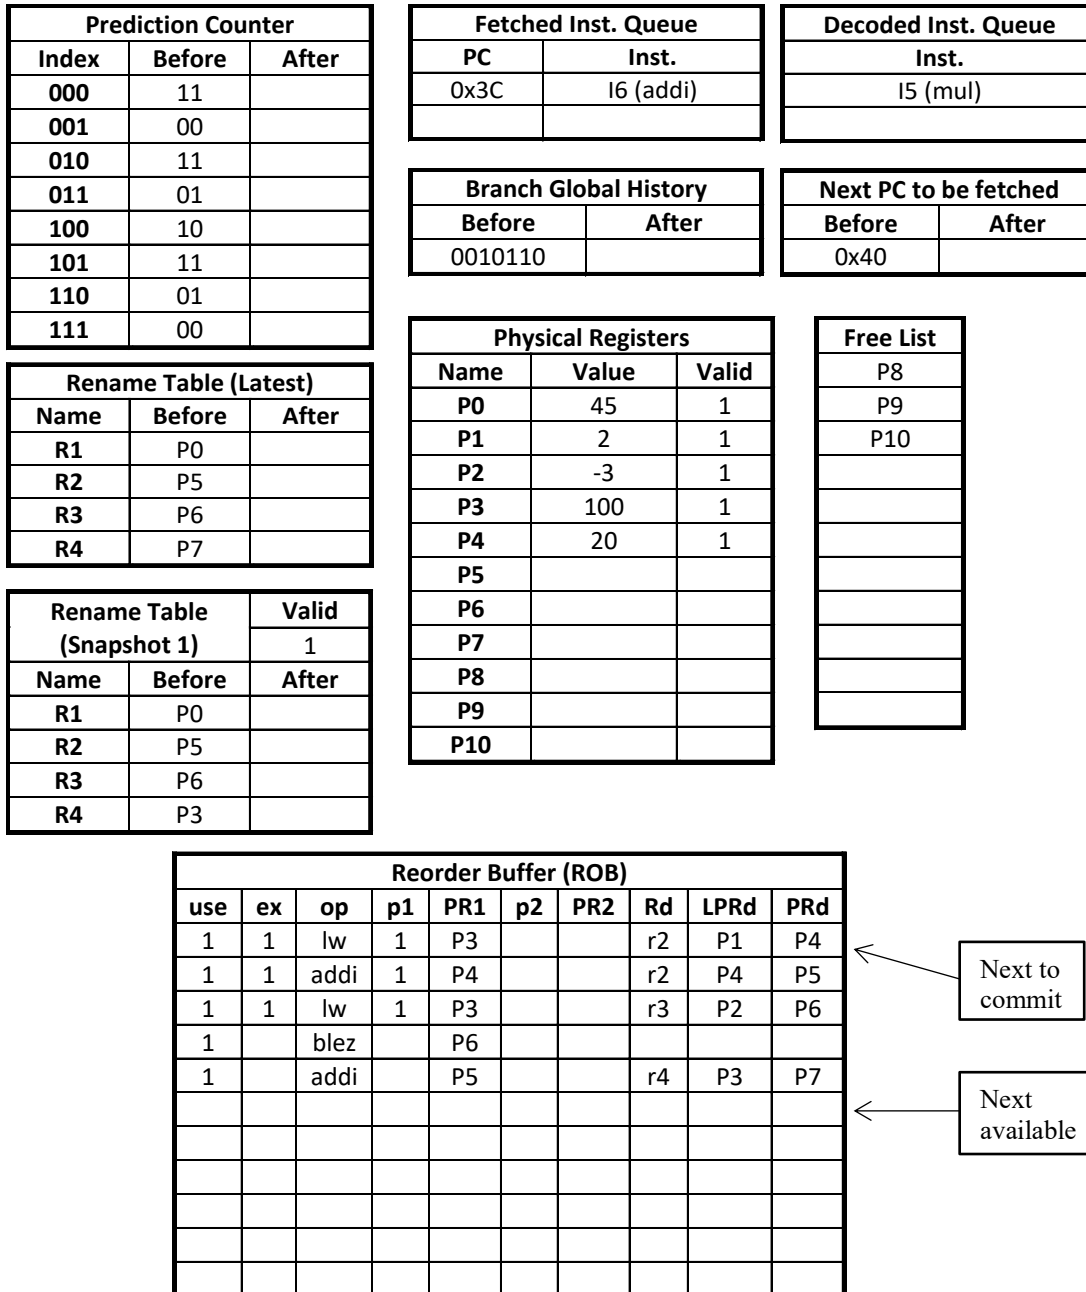 Prediction Counter
Index Before After
000 11
001 00
010 11
011 01
100 10
101 11
110 01
111 00
Fetched Inst. Queue
PC Inst.
0x3C I6 (addi)
Decoded Inst. Queue
Inst.
I5 (mul)
Branch Global History
Before After
0010110
Next PC to be fetched
Before After
0x40
Rename Table (Latest)
Name Before After
R1 P0
R2 P5
R3 P6
R4 P7
Physical Registers
Name Value Valid
P0 45 1
P1 2 1
P2 -3 1
P3 100 1
P4 20 1
P5
P6
P7
P8
P9
P10
Free List
P8
P9
P10
Rename Table Valid
(Snapshot 1) 1
Name Before After
R1 P0
R2 P5
R3 P6
R4 P3
Reorder Buffer (ROB)
use ex op p1 PR1 p2 PR2 Rd LPRd PRd
1 1 lw 1 P3 r2 P1 P4
1 1 addi 1 P4 r2 P4 P5
1 1 lw 1 P3 r3 P2 P6
1 blez P6
1 addi P5 r4 P3 P7
Next to
commit
Next
available